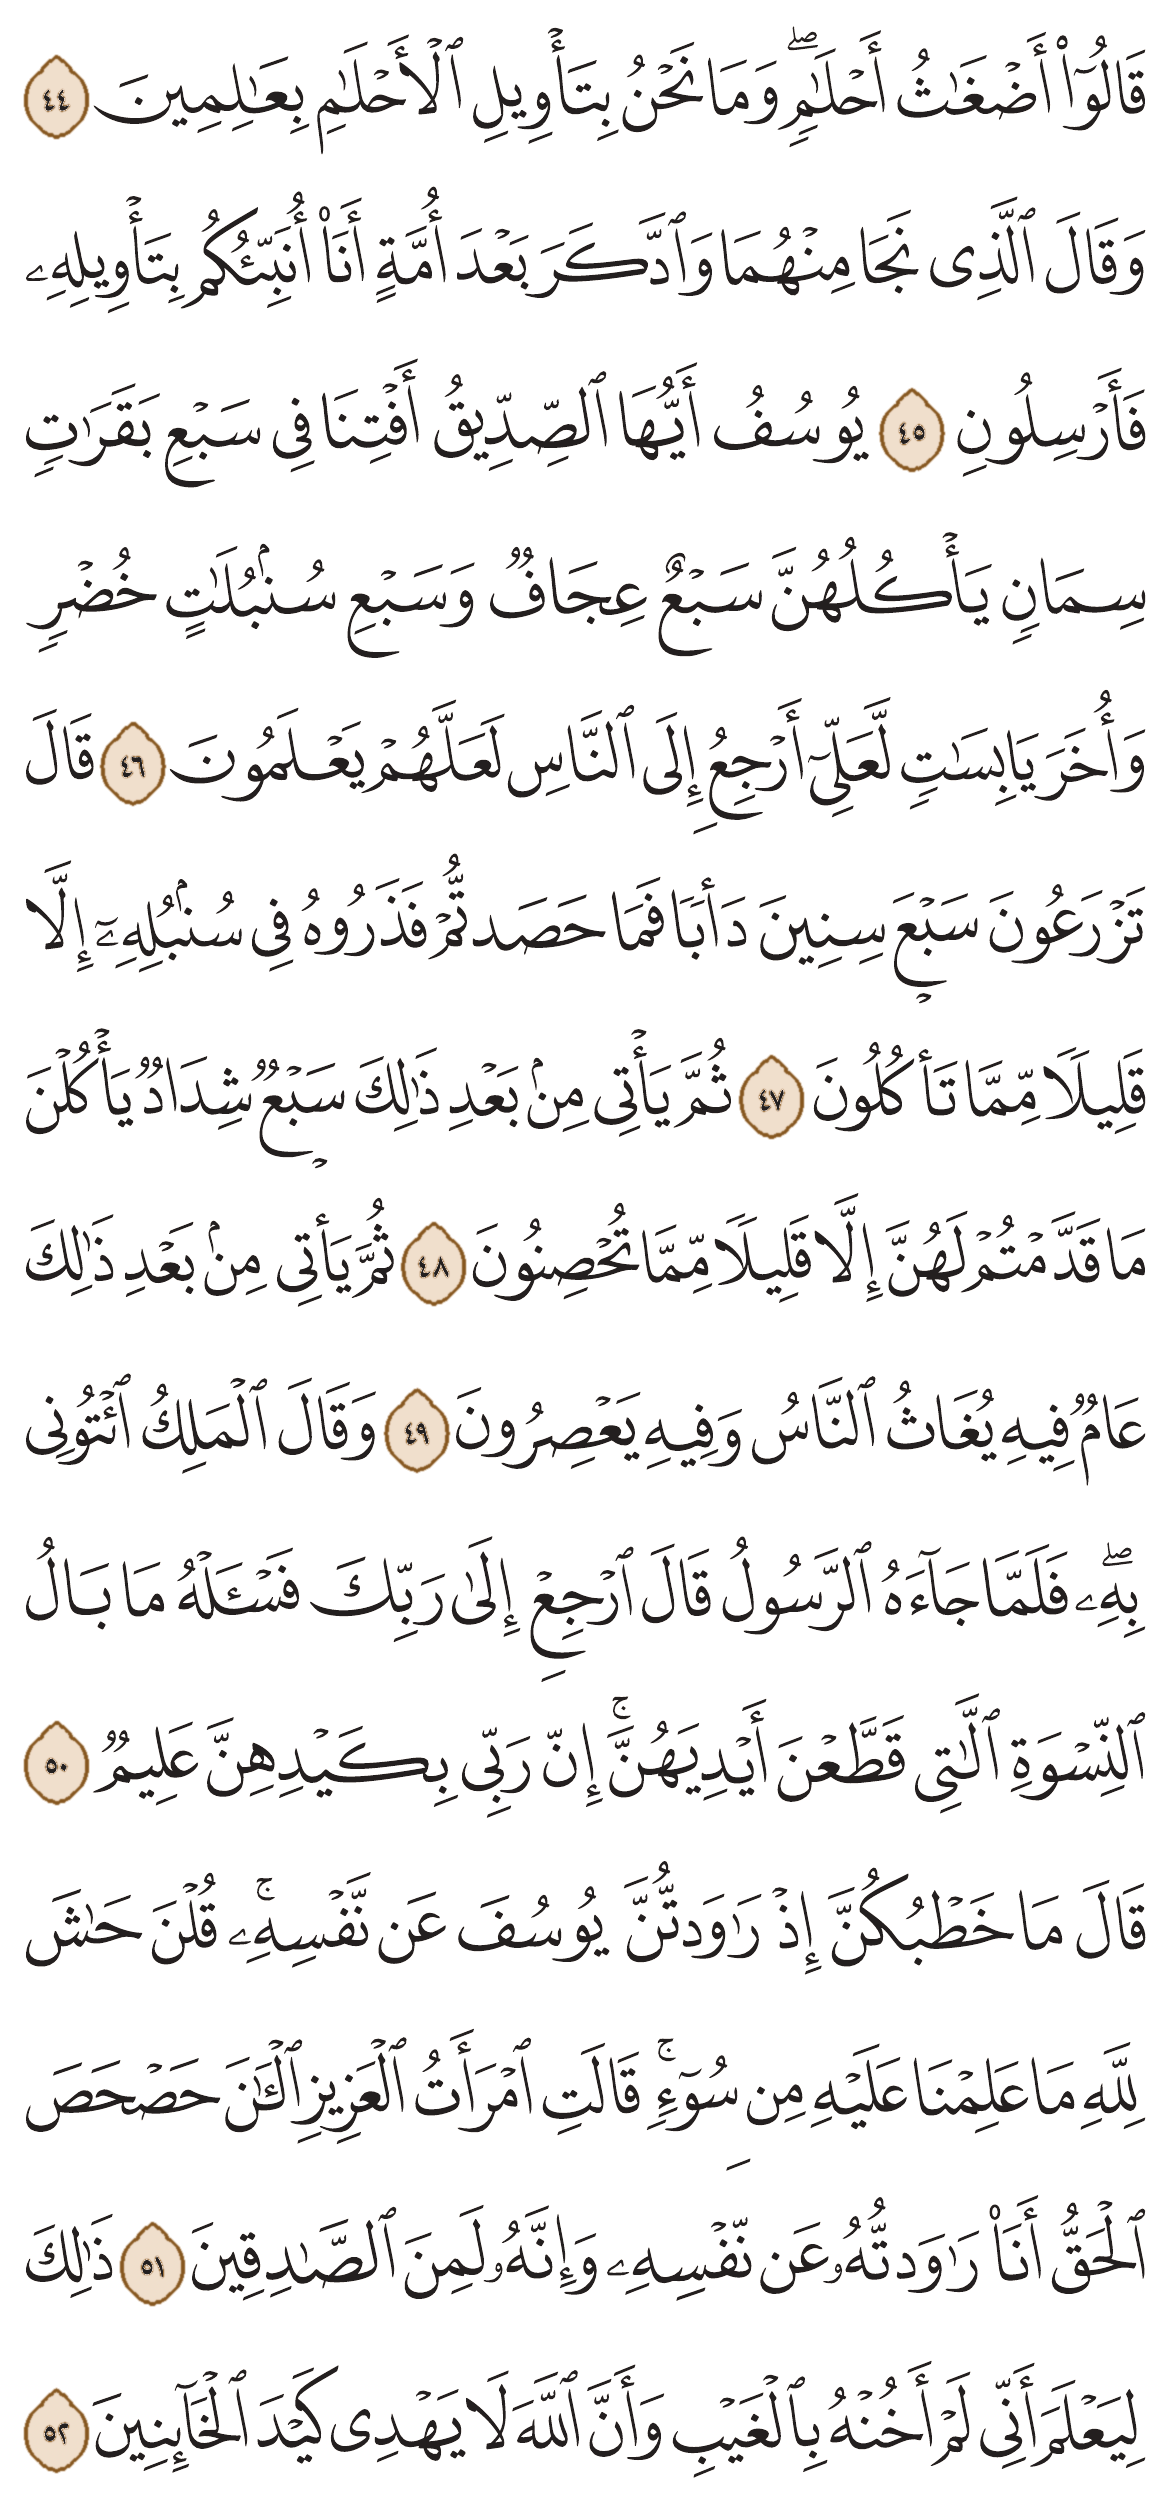 قَالُوٓا۟ أَضْغَٰثُ أَحْلَٰمٍۢ ۖ وَمَا نَحْنُ بِتَأْوِيلِ ٱلْأَحْلَٰمِ بِعَٰلِمِينَ ٤٤
وَقَالَ ٱلَّذِى نَجَا مِنْهُمَا وَٱدَّكَرَ بَعْدَ أُمَّةٍ أَنَا۠ أُنَبِّئُكُم بِتَأْوِيلِهِۦ
فَأَرْسِلُونِ ٤٥ يُوسُفُ أَيُّهَا ٱلصِّدِّيقُ أَفْتِنَا فِى سَبْعِ بَقَرَٰتٍۢ
سِمَانٍۢ يَأْكُلُهُنَّ سَبْعٌ عِجَافٌۭ وَسَبْعِ سُنۢبُلَٰتٍ خُضْرٍۢ
وَأُخَرَ يَابِسَٰتٍۢ لَّعَلِّىٓ أَرْجِعُ إِلَى ٱلنَّاسِ لَعَلَّهُمْ يَعْلَمُونَ ٤٦ قَالَ
تَزْرَعُونَ سَبْعَ سِنِينَ دَأَبًۭا فَمَا حَصَدتُّمْ فَذَرُوهُ فِى سُنۢبُلِهِۦٓ إِلَّا
قَلِيلًۭا مِّمَّا تَأْكُلُونَ ٤٧ ثُمَّ يَأْتِى مِنۢ بَعْدِ ذَٰلِكَ سَبْعٌۭ شِدَادٌۭ يَأْكُلْنَ
مَا قَدَّمْتُمْ لَهُنَّ إِلَّا قَلِيلًۭا مِّمَّا تُحْصِنُونَ ٤٨ ثُمَّ يَأْتِى مِنۢ بَعْدِ ذَٰلِكَ
عَامٌۭ فِيهِ يُغَاثُ ٱلنَّاسُ وَفِيهِ يَعْصِرُونَ ٤٩ وَقَالَ ٱلْمَلِكُ ٱئْتُونِى
بِهِۦ ۖ فَلَمَّا جَآءَهُ ٱلرَّسُولُ قَالَ ٱرْجِعْ إِلَىٰ رَبِّكَ فَسْـَٔلْهُ مَا بَالُ
ٱلنِّسْوَةِ ٱلَّٰتِى قَطَّعْنَ أَيْدِيَهُنَّ ۚ إِنَّ رَبِّى بِكَيْدِهِنَّ عَلِيمٌۭ ٥٠
قَالَ مَا خَطْبُكُنَّ إِذْ رَٰوَدتُّنَّ يُوسُفَ عَن نَّفْسِهِۦ ۚ قُلْنَ حَٰشَ
لِلَّهِ مَا عَلِمْنَا عَلَيْهِ مِن سُوٓءٍۢ ۚ قَالَتِ ٱمْرَأَتُ ٱلْعَزِيزِ ٱلْـَٰٔنَ حَصْحَصَ
ٱلْحَقُّ أَنَا۠ رَٰوَدتُّهُۥ عَن نَّفْسِهِۦ وَإِنَّهُۥ لَمِنَ ٱلصَّٰدِقِينَ ٥١ ذَٰلِكَ
لِيَعْلَمَ أَنِّى لَمْ أَخُنْهُ بِٱلْغَيْبِ وَأَنَّ ٱللَّهَ لَا يَهْدِى كَيْدَ ٱلْخَآئِنِينَ ٥٢